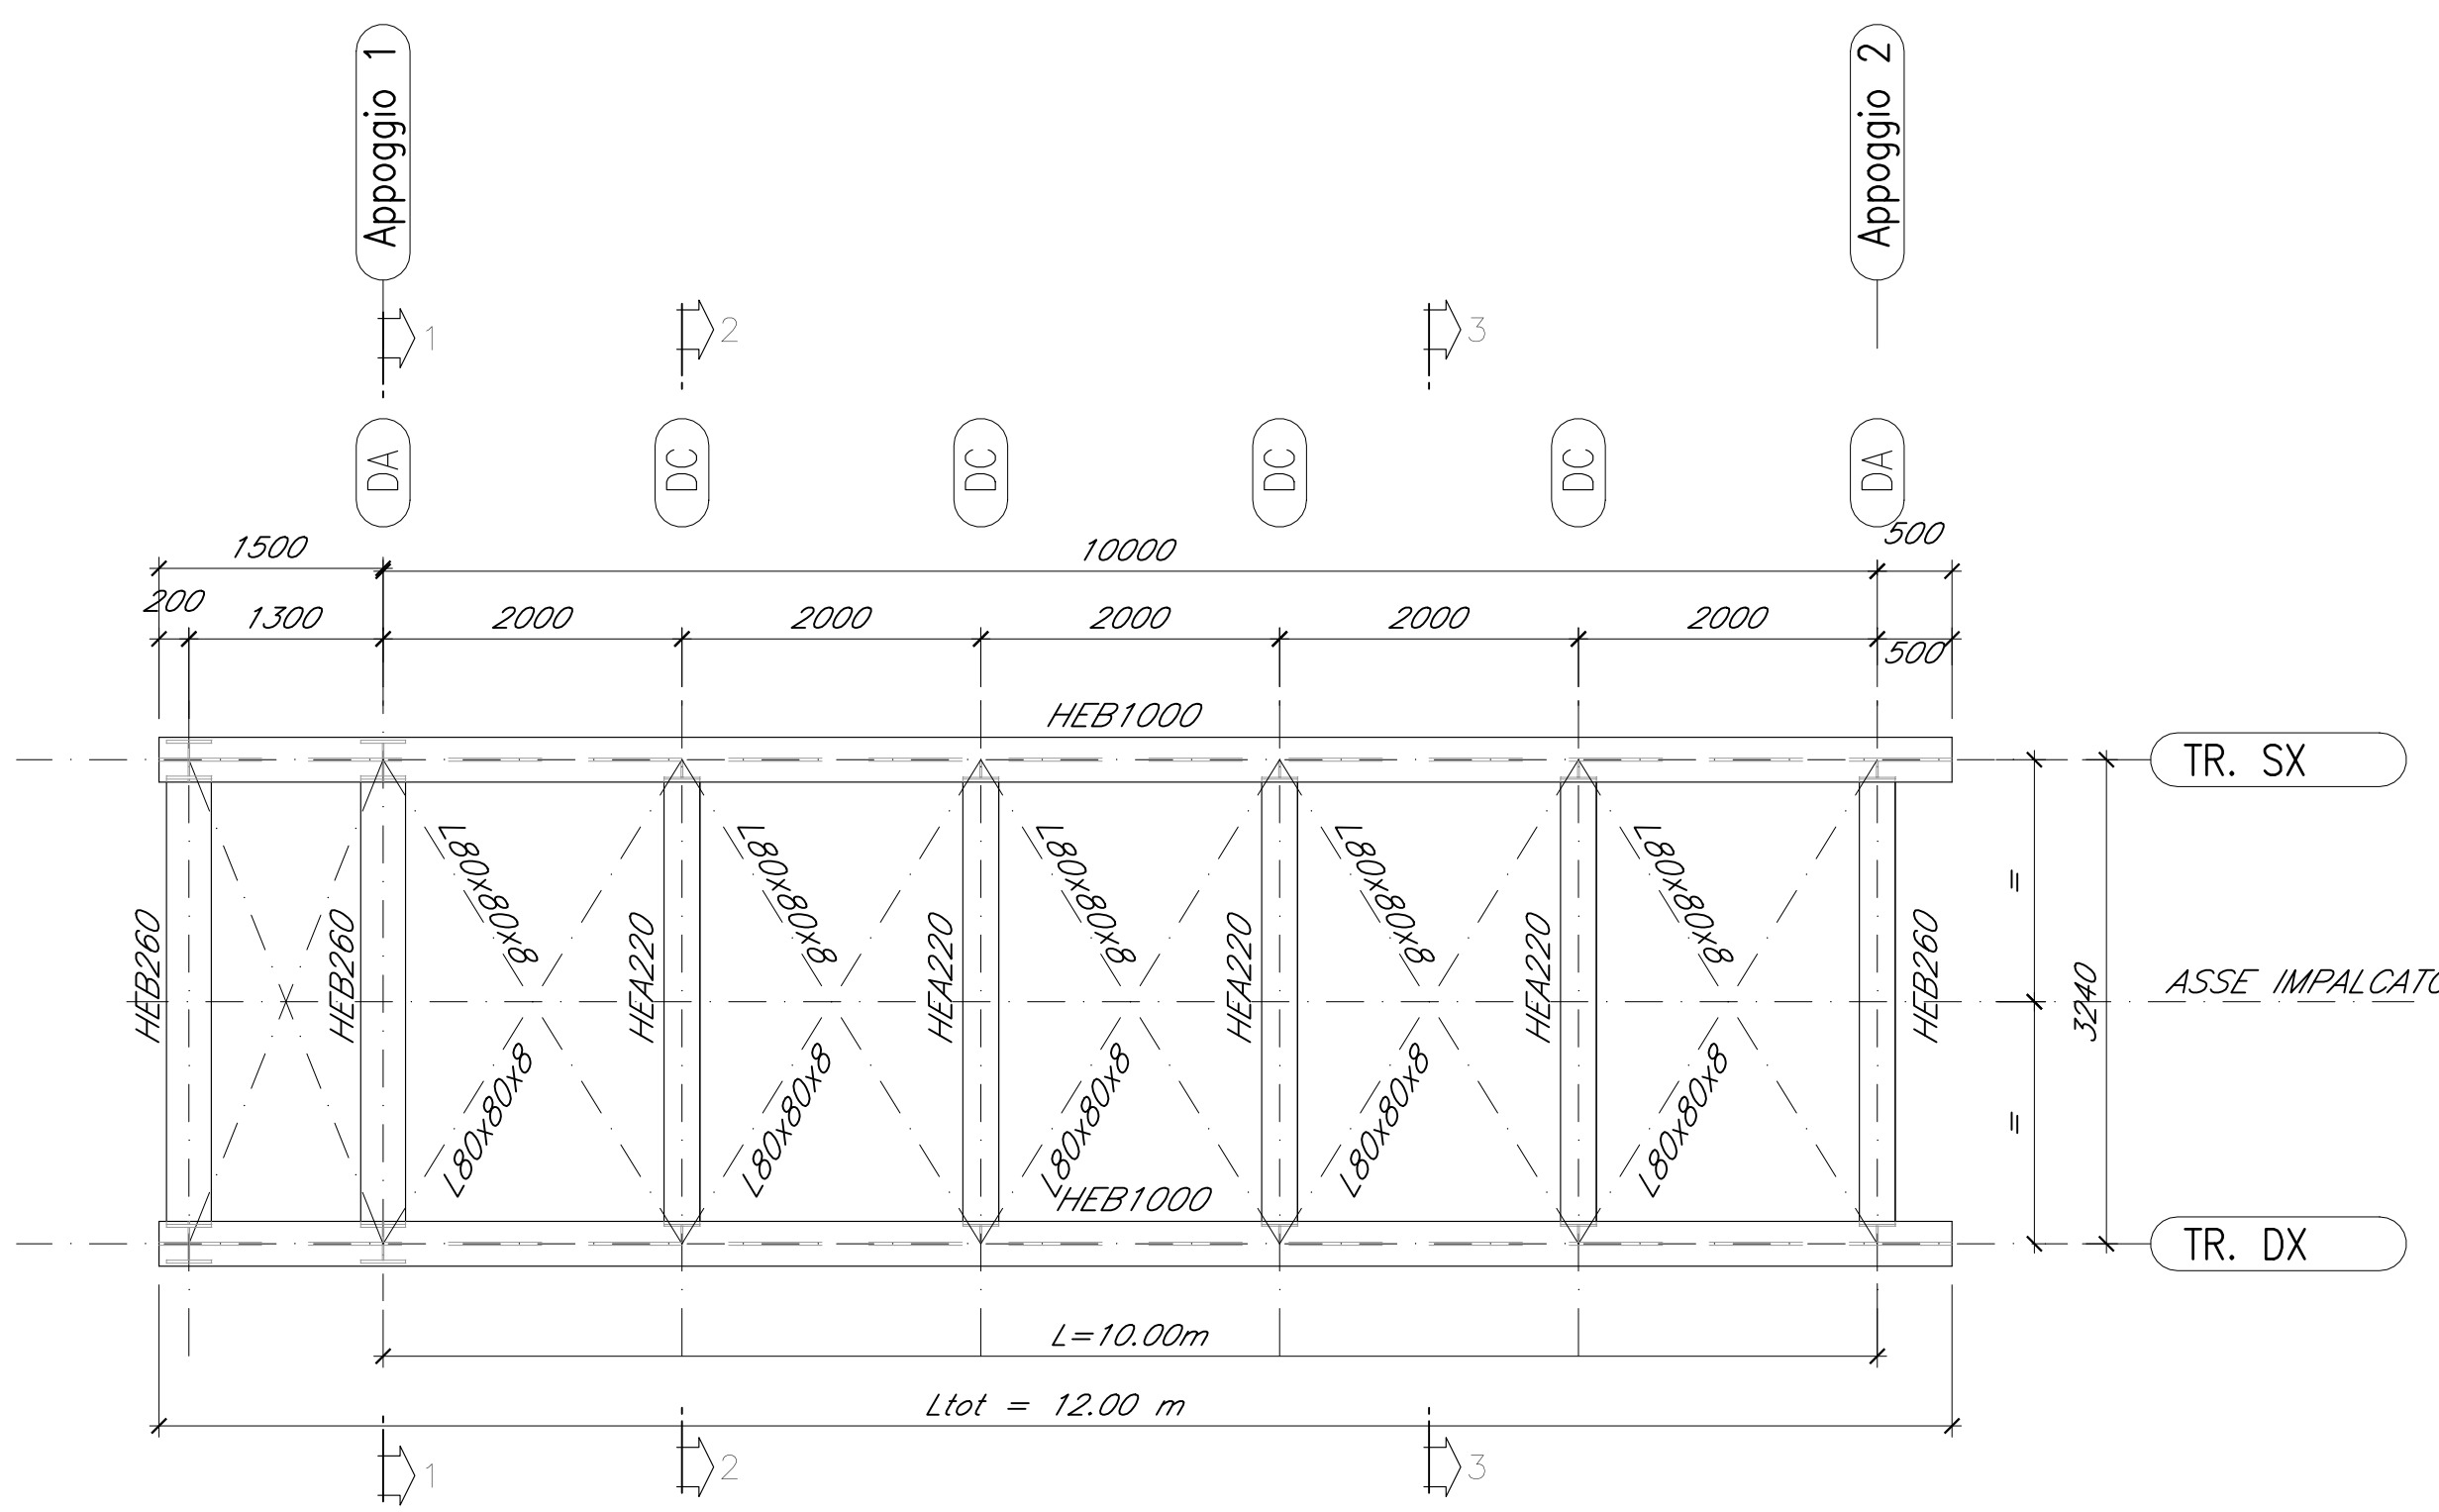 Appoggio 1
Appoggio 2
1
2
3
DA
DC
DC
DC
DC
DA
1500
10000
500
200
1300
2000
2000
2000
2000
2000
500
HEB1000
TR. SX
L80x80x8
L80x80x8
L80x80x8
L80x80x8
L80x80x8
HEB260
HEB260
HEA220
HEA220
HEA220
HEA220
HEB260
=
3240
ASSE IMPALCATO
=
L80x80x8
L80x80x8
L80x80x8
L80x80x8
L80x80x8
HEB1000
TR. DX
L=10.00m
Ltot = 12.00 m
1
2
3